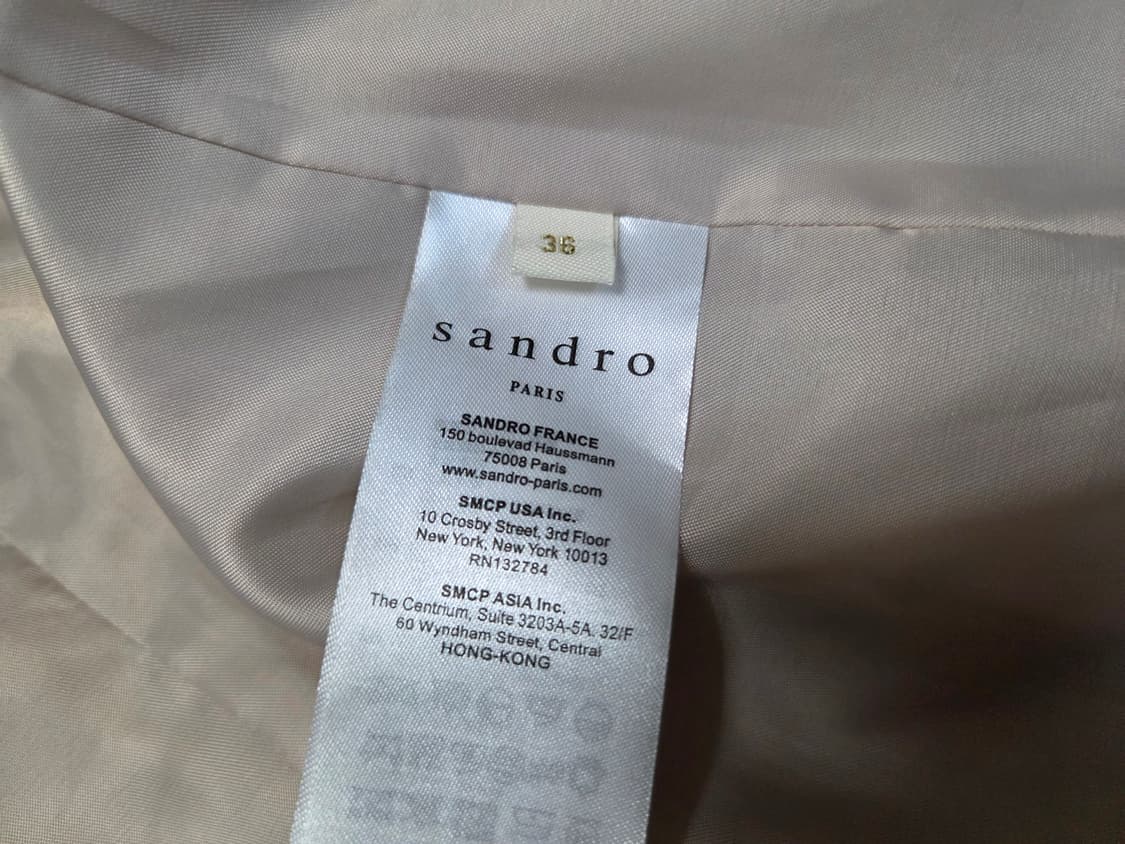 36
sandro
PARIS
SANDRO FRANCE
150 boulevad Haussmann
75008 Paris
www.sandro-paris.com
SMCP USA Inc.
10 Crosby Street, 3rd Floor
New York, New York 10013
RN132784
SMCP ASIA Inc.
The Centrium, Suite 3203A-5A. 32/F
60 Wyndham Street, Central
HONG-KONG